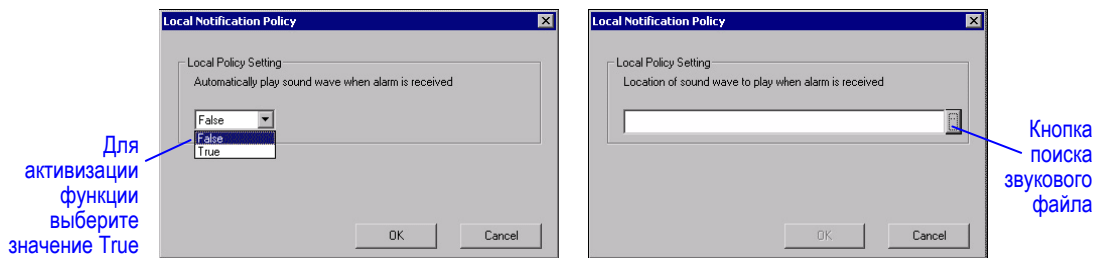 Local Notification Policy
Local Policy Setting
Automatically play sound wave when alarm is received
False
False
True
OK
Cancel
Для
активизации
функции
выберите
значение True
Local Notification Policy
Local Policy Setting
Location of sound wave to play when alarm is received
OK
Cancel
Кнопка
поиска
звукового
файла